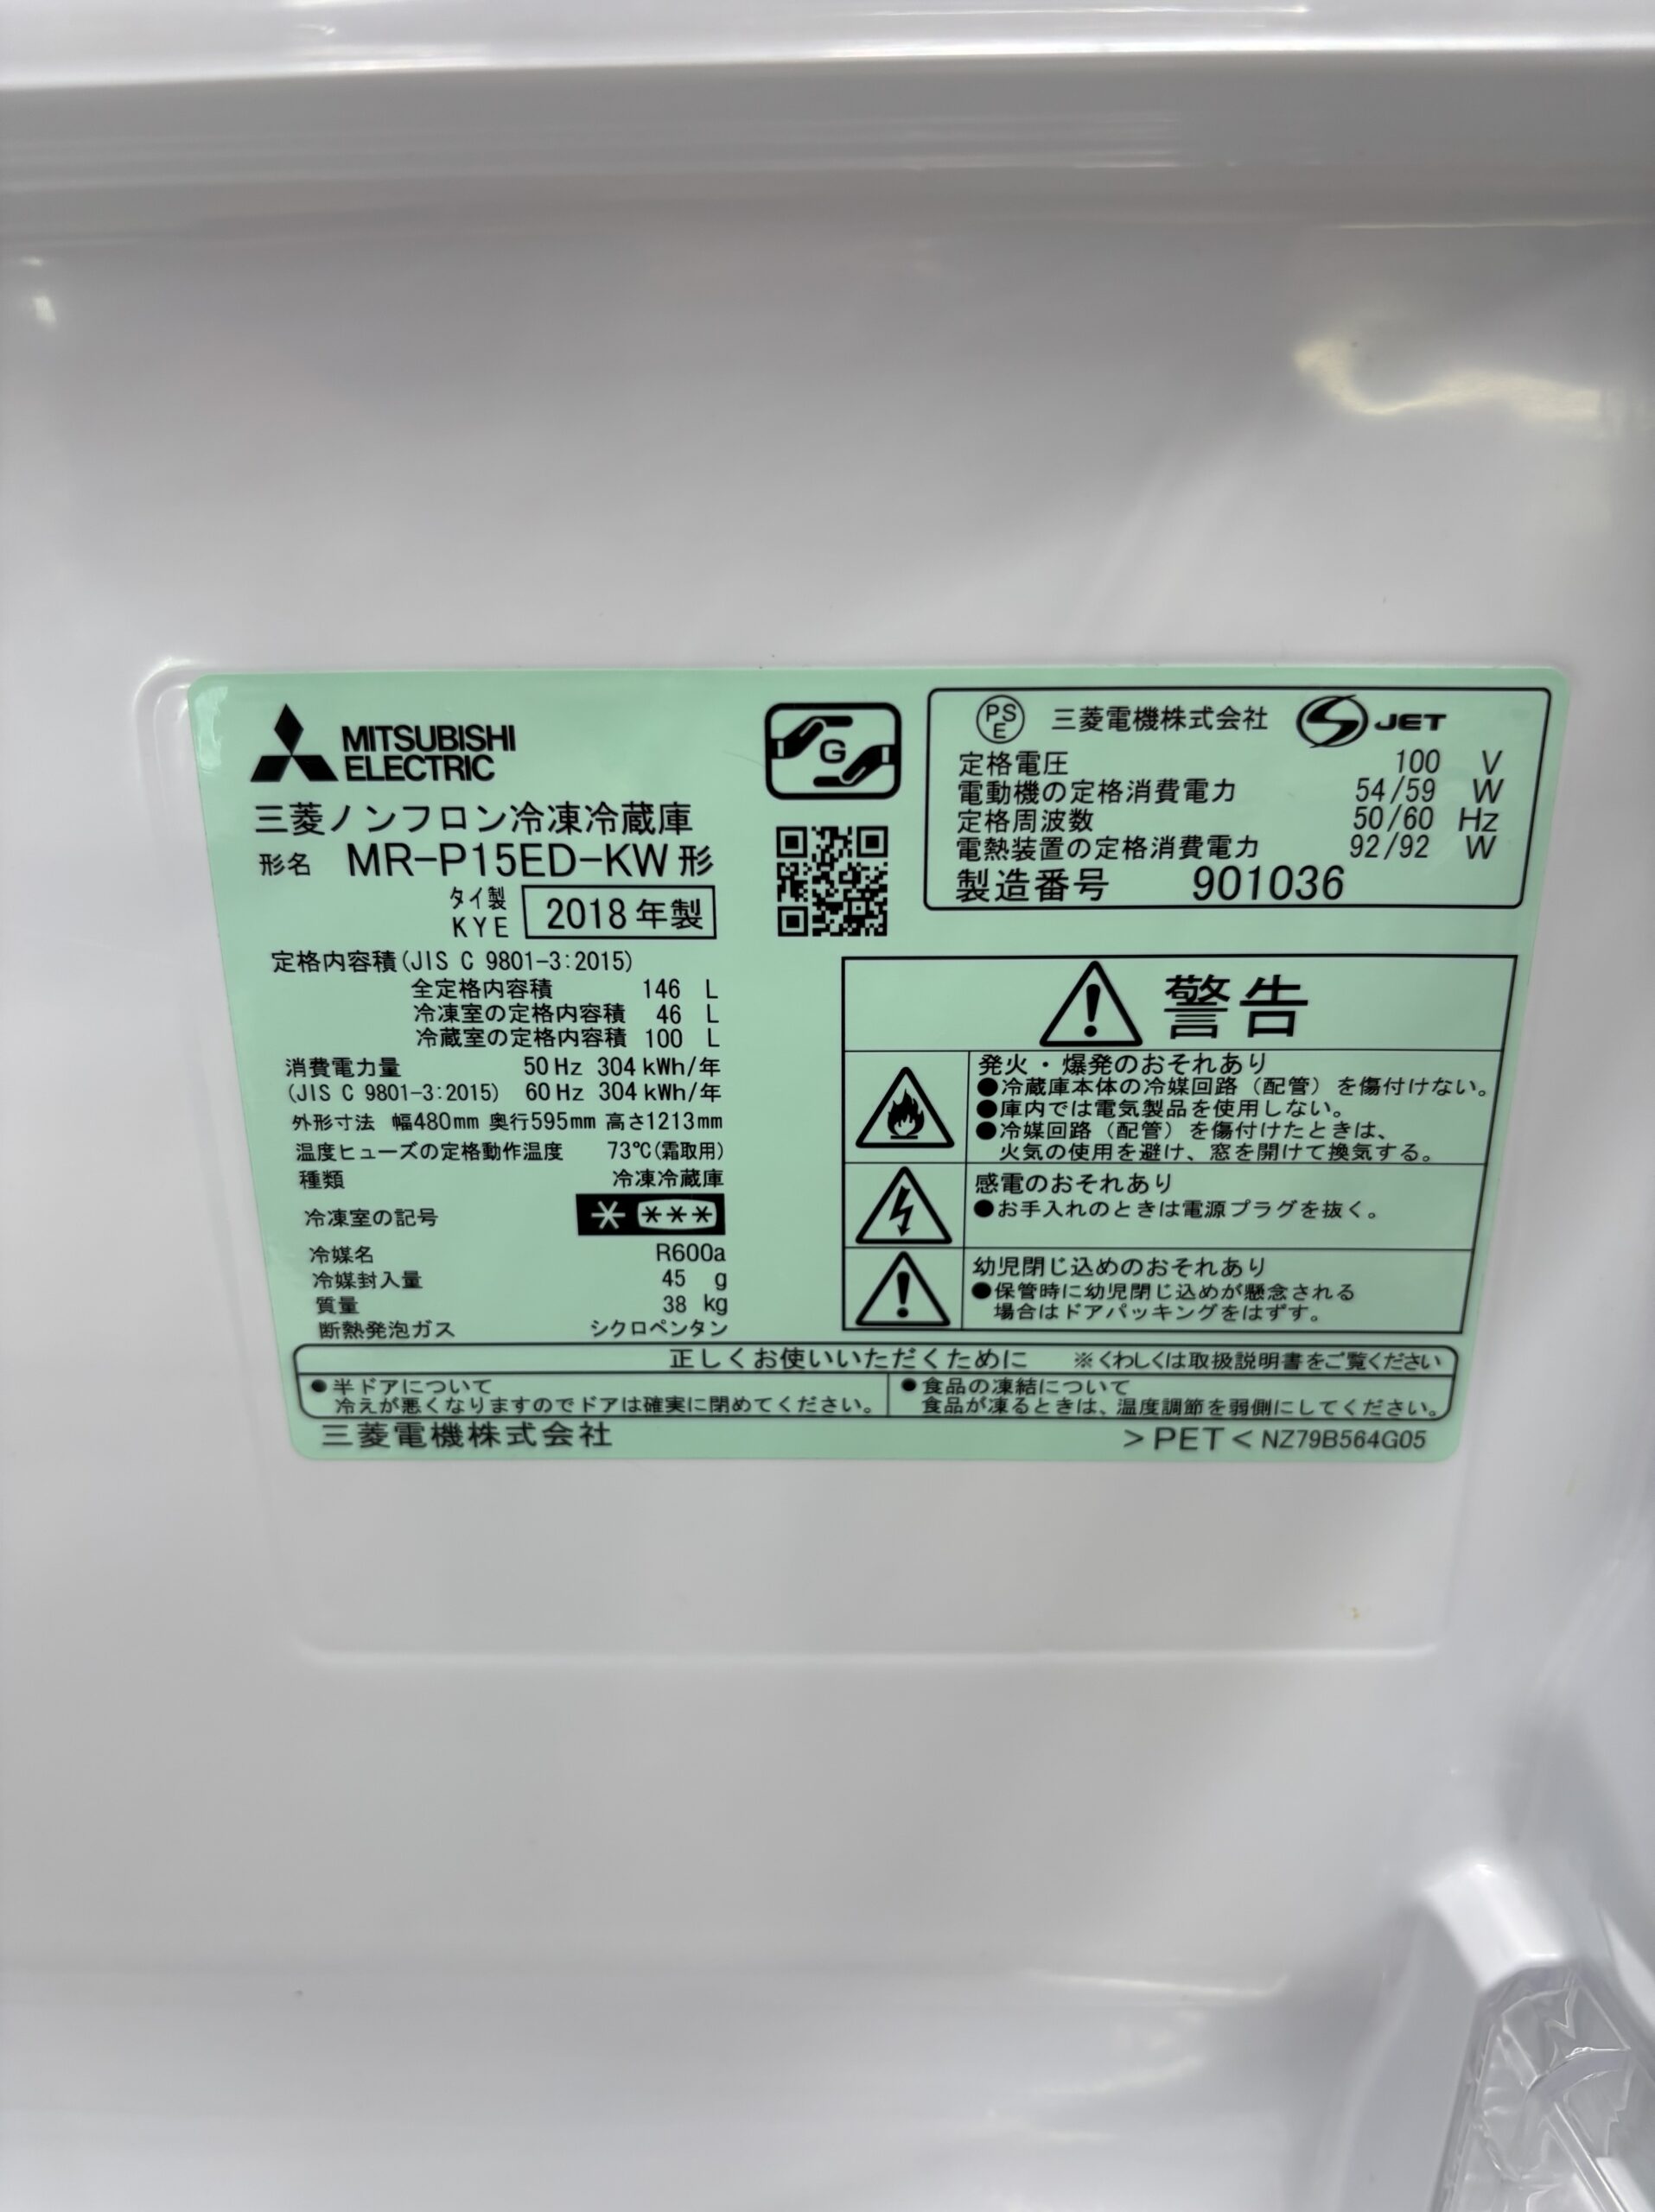 MITSUBISHI
ELECTRIC
G
三菱ノンフロン冷凍冷蔵庫
形名 MR-P15ED-KW 形
タイ製
KYE 2018年製
定格内容積(JIS C 9801-3:2015)
全定格内容積 146 L
冷凍室の定格内容積 46 L
冷蔵室の定格内容積 100 L
消費電力量 50Hz 304kWh/年
(JIS C 9801-3:2015) 60Hz 304kWh/年
外形寸法 幅480mm 奥行595mm 高さ1213mm
温度ヒューズの定格動作温度 73℃(霜取用)
種類 冷凍冷蔵庫
冷凍室の記号 * ***
冷媒名 R600a
冷媒封入量 45 g
質量 38 kg
断熱発泡ガス シクロペンタン
PSE 三菱電機株式会社 S JET
定格電圧 100 V
電動機の定格消費電力 54/59 W
定格周波数 50/60 Hz
電熱装置の定格消費電力 92/92 W
製造番号 901036
警告
発火・爆発のおそれあり
●冷蔵庫本体の冷媒回路(配管)を傷付けない。
●庫内では電気製品を使用しない。
●冷媒回路(配管)を傷付けたときは、
火気の使用を避け、窓を開けて換気する。
感電のおそれあり
●お手入れのときは電源プラグを抜く。
幼児閉じ込めのおそれあり
●保管時に幼児閉じ込めが懸念される
場合はドアパッキングをはずす。
正しくお使いいただくために ※くわしくは取扱説明書をご覧ください
●半ドアについて
冷えが悪くなりますのでドアは確実に閉めてください。
●食品の凍結について
食品が凍るときは、温度調節を弱側にしてください。
三菱電機株式会社
>PET< NZ79B564G05